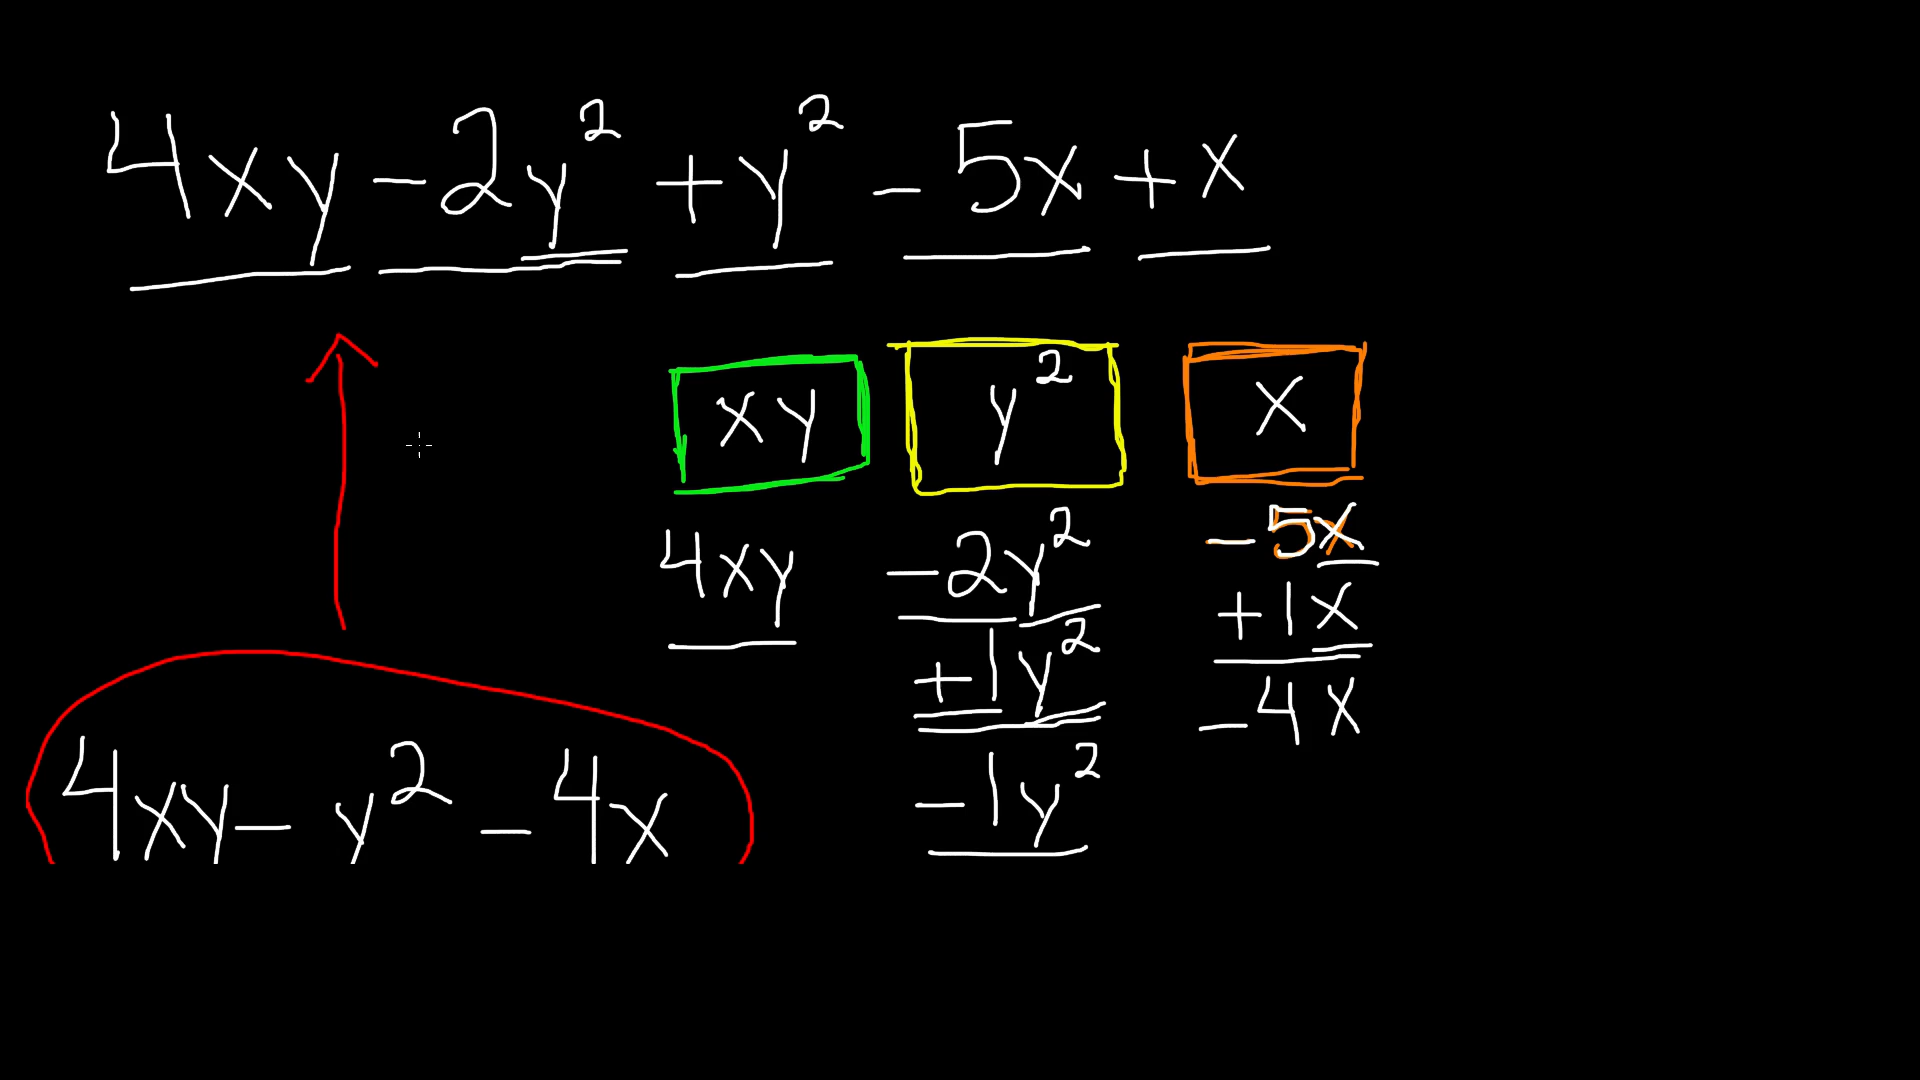 4xy - 2y² + y² - 5x + x
xy y² x
4xy -2y² -5x
+1y² +1x
-1y² -4x
4xy - y² - 4x